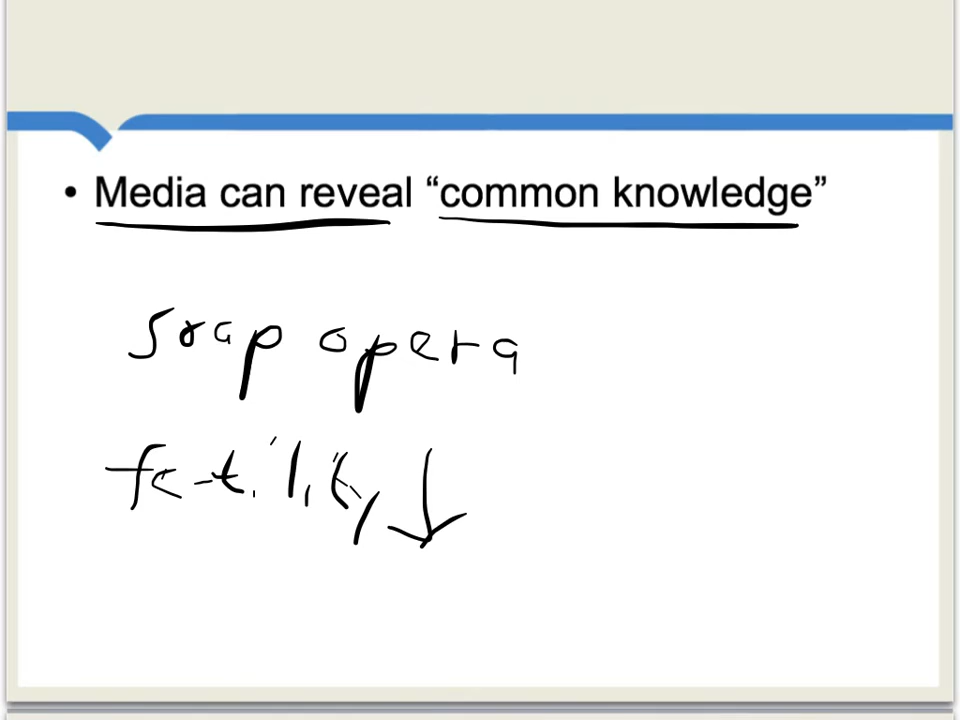 • Media can reveal “common knowledge”
soap opera
fertility ↓